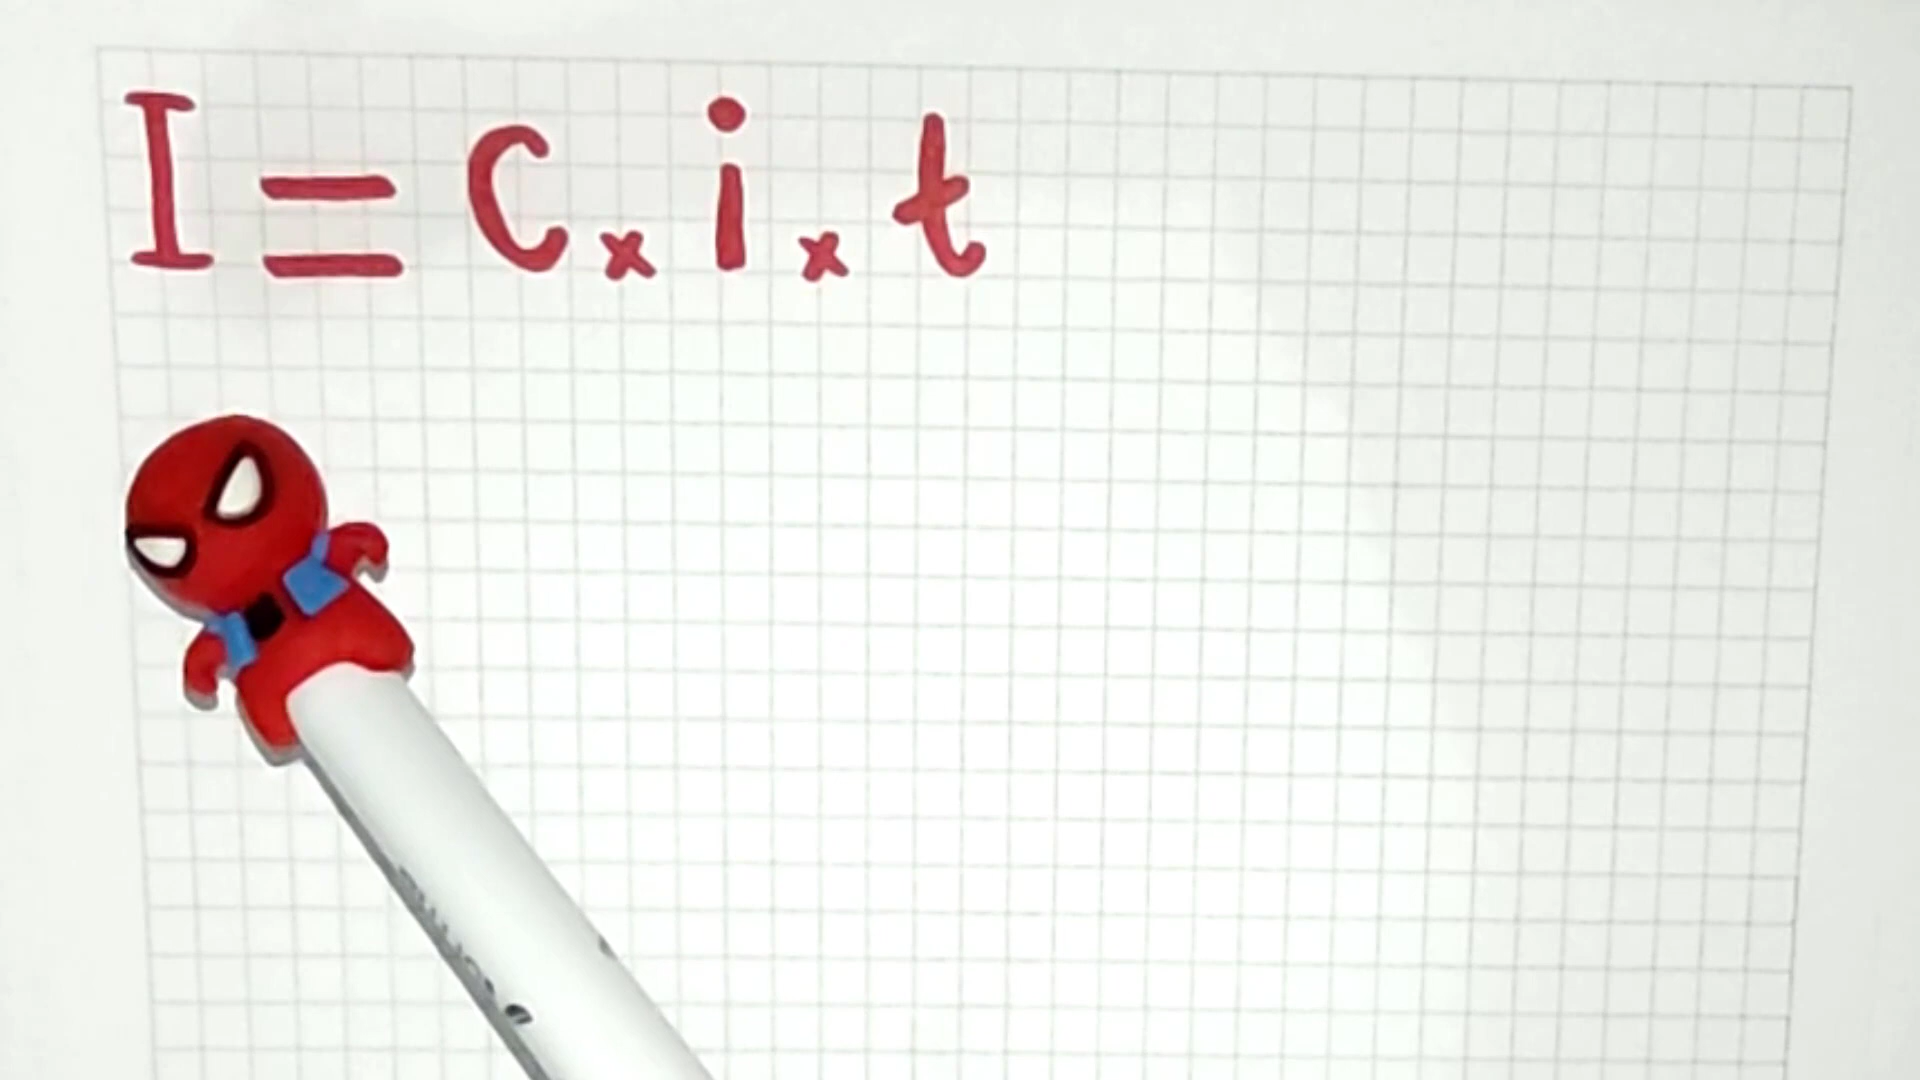 I = C x i x t